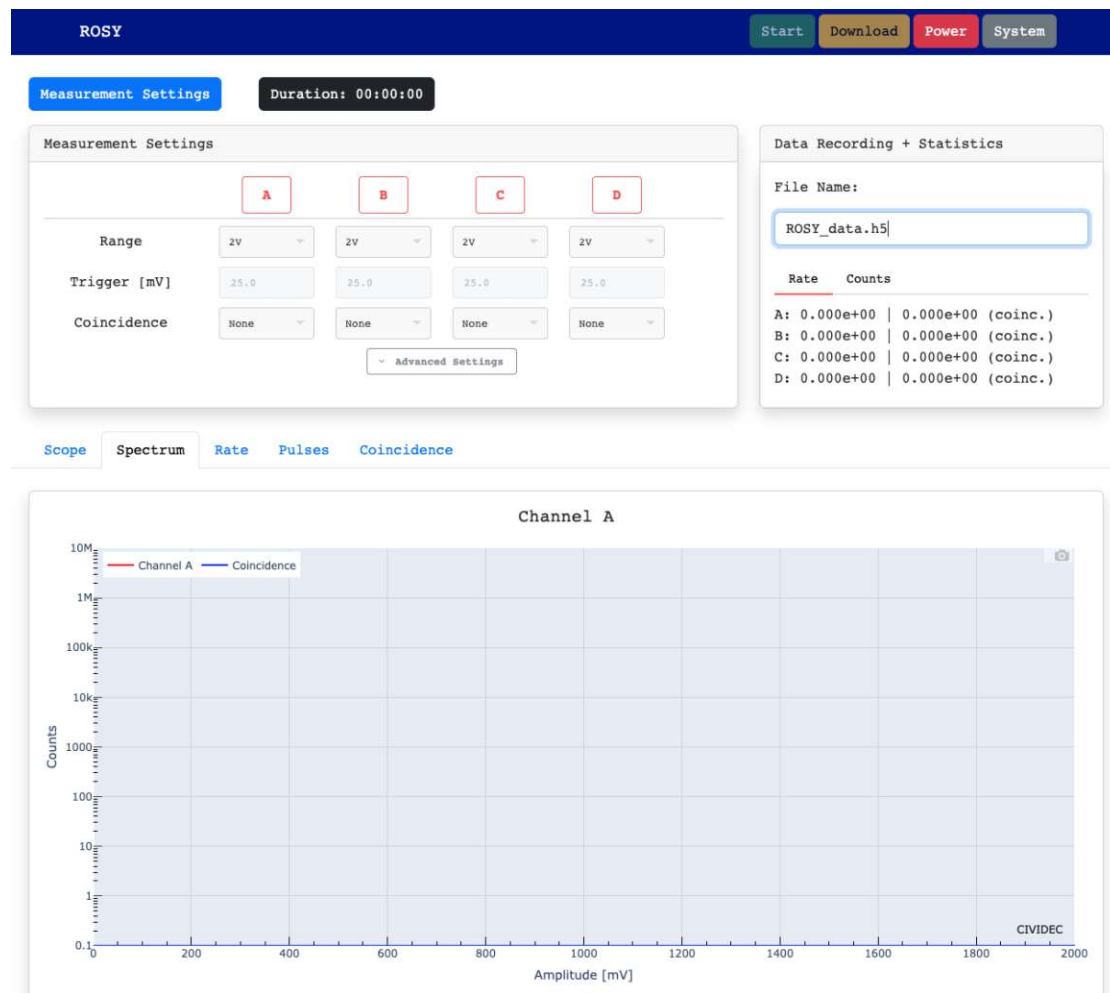 ROSY Start Download Power System
Measurement Settings Duration: 00:00:00
Measurement Settings
A B C D
Range 2V 2V 2V 2V
Trigger [mV] 25.0 25.0 25.0 25.0
Coincidence None None None None
Advanced Settings
Data Recording + Statistics
File Name:
ROSY_data.h5
Rate Counts
A: 0.000e+00 | 0.000e+00 (coinc.)
B: 0.000e+00 | 0.000e+00 (coinc.)
C: 0.000e+00 | 0.000e+00 (coinc.)
D: 0.000e+00 | 0.000e+00 (coinc.)
Scope Spectrum Rate Pulses Coincidence
Channel A
Channel A Coincidence
10M
1M
100k
10k
1000
100
10
1
0.1
Counts
CIVIDEC
0 200 400 600 800 1000 1200 1400 1600 1800 2000
Amplitude [mV]